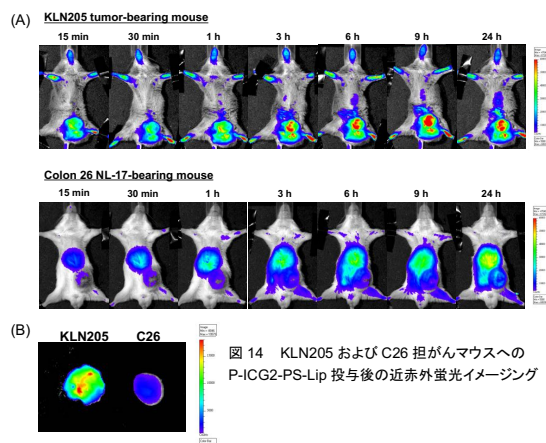 (A)
KLN205 tumor-bearing mouse
15 min 30 min 1 h 3 h 6 h 9 h 24 h
Colon 26 NL-17-bearing mouse
15 min 30 min 1 h 3 h 6 h 9 h 24 h
(B)
KLN205 C26
図 14 KLN205 および C26 担がんマウスへの
P-ICG2-PS-Lip 投与後の近赤外蛍光イメージング